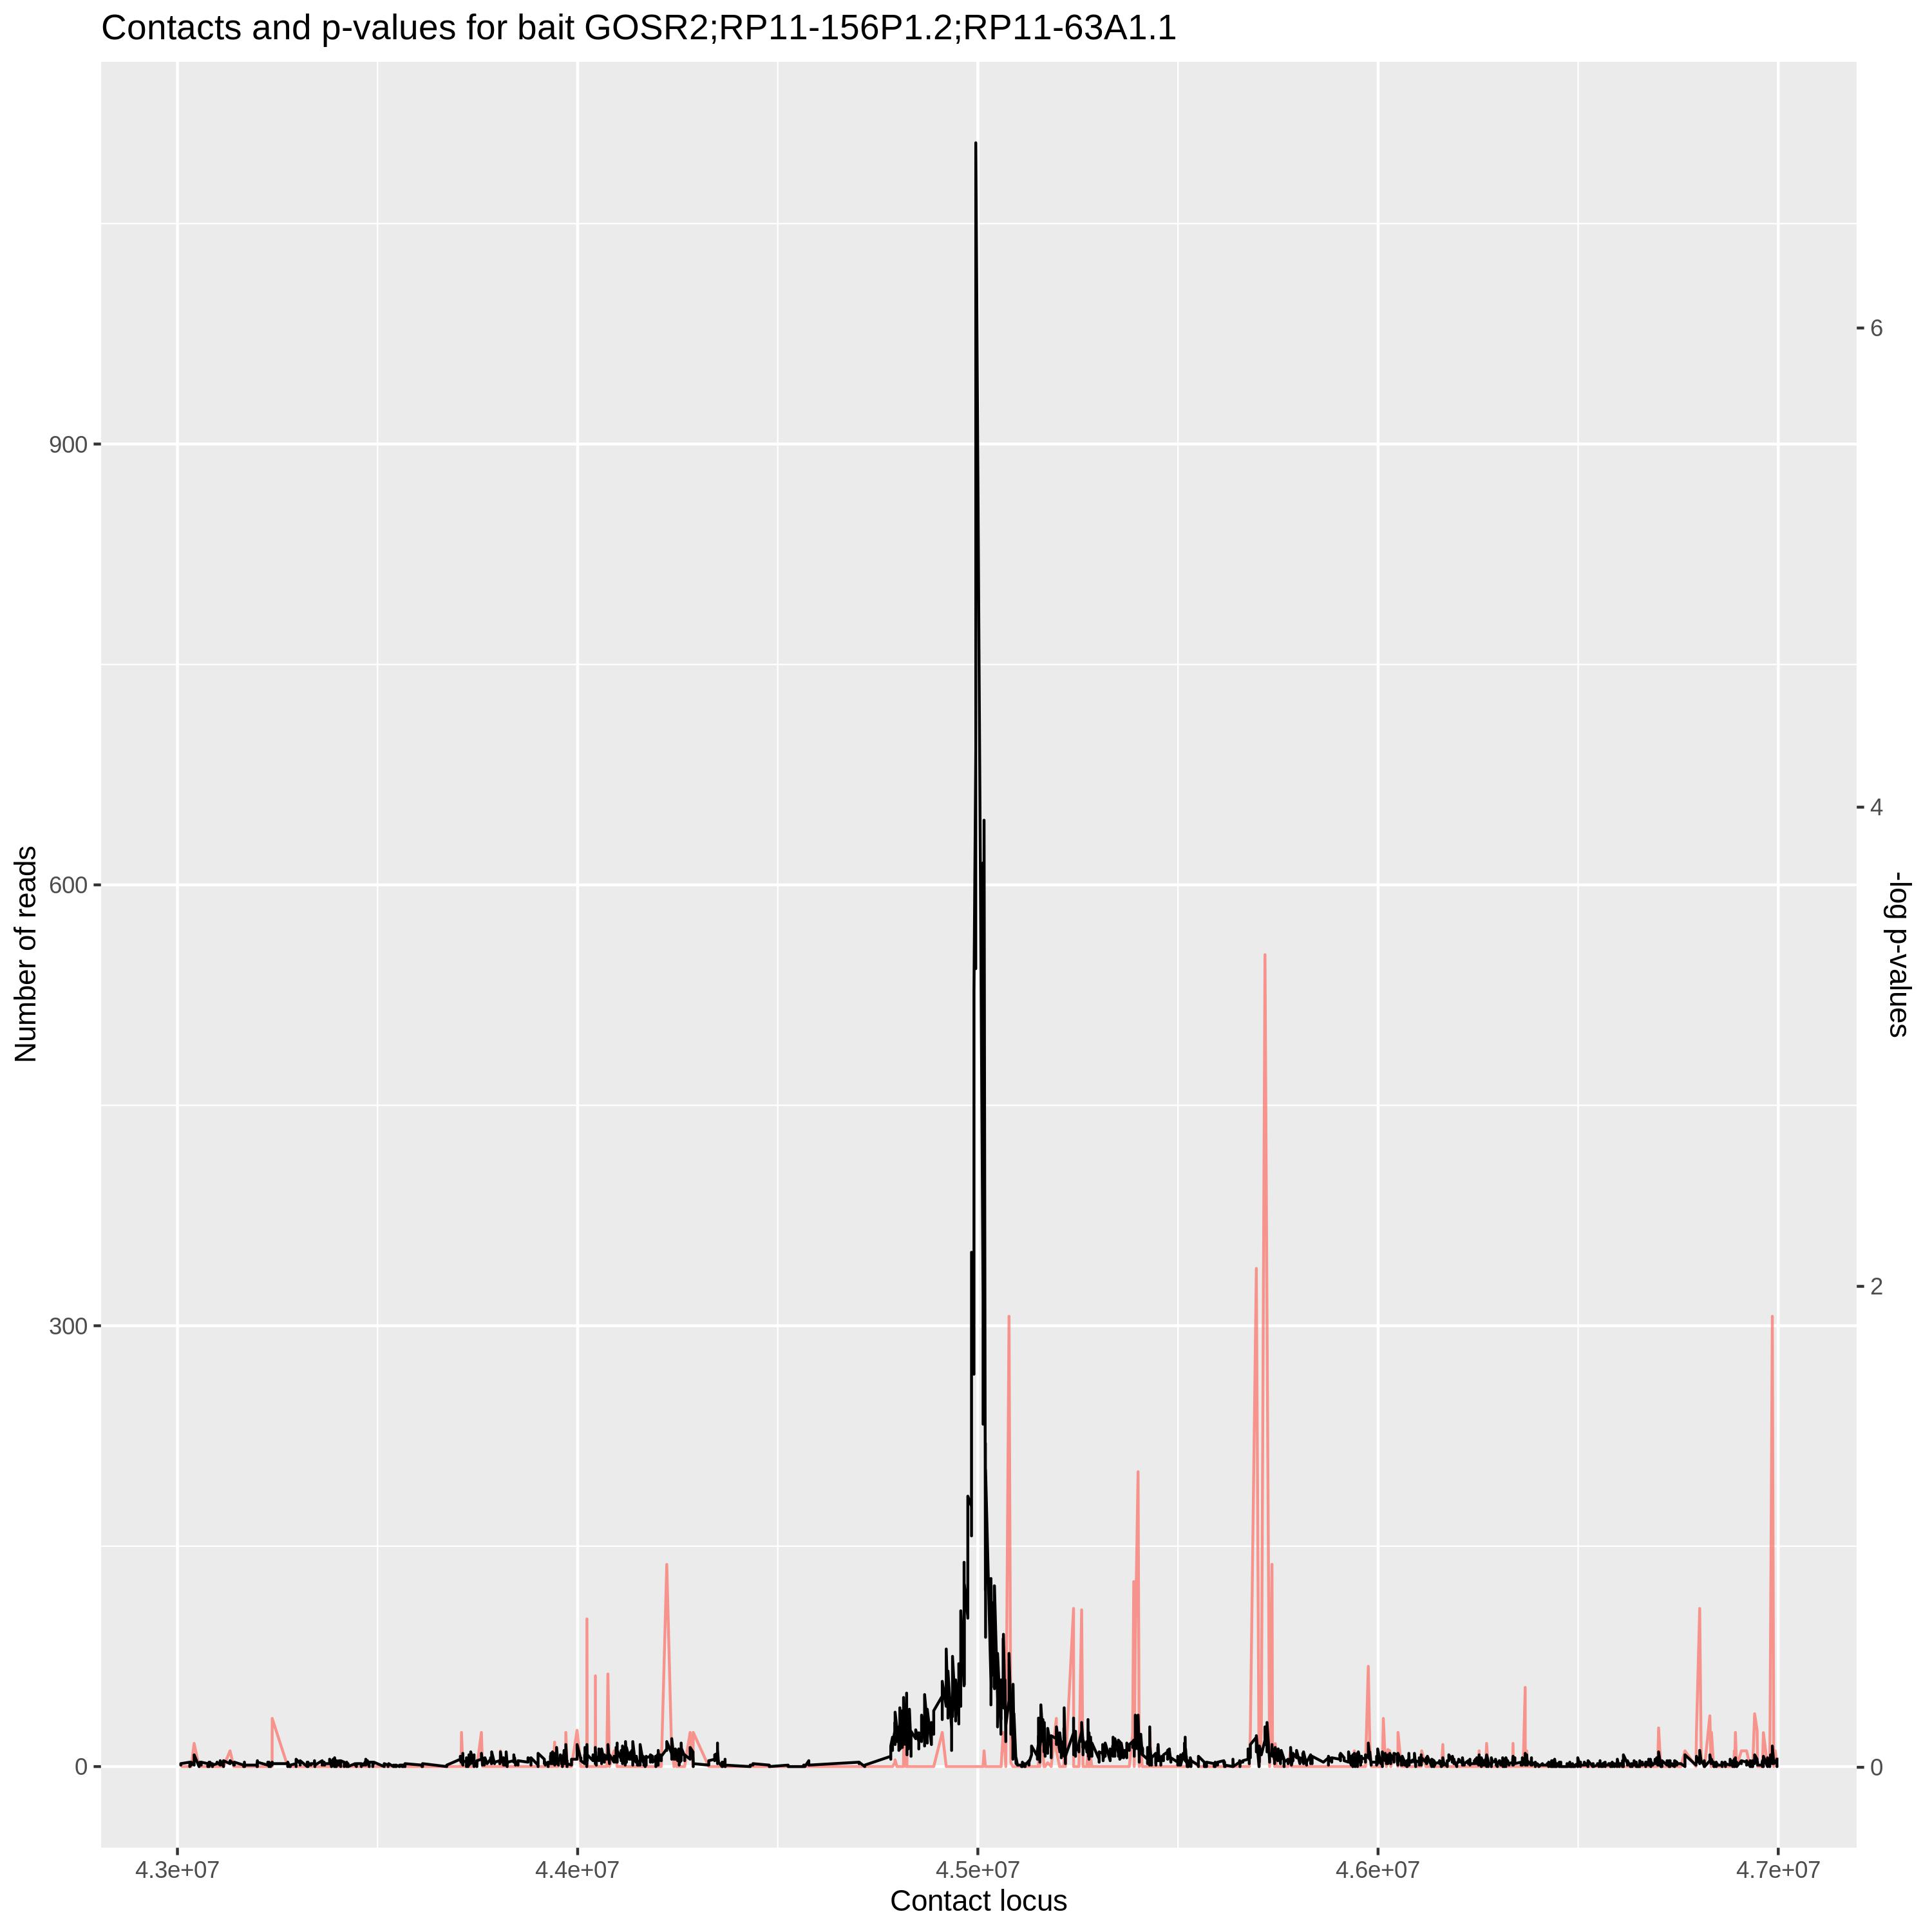 Contacts and p-values for bait GOSR2;RP11-156P1.2;RP11-63A1.1
Number of reads
900
600
300
0
6
4
2
0
-log p-values
4.3e+07
4.4e+07
4.5e+07
4.6e+07
4.7e+07
Contact locus